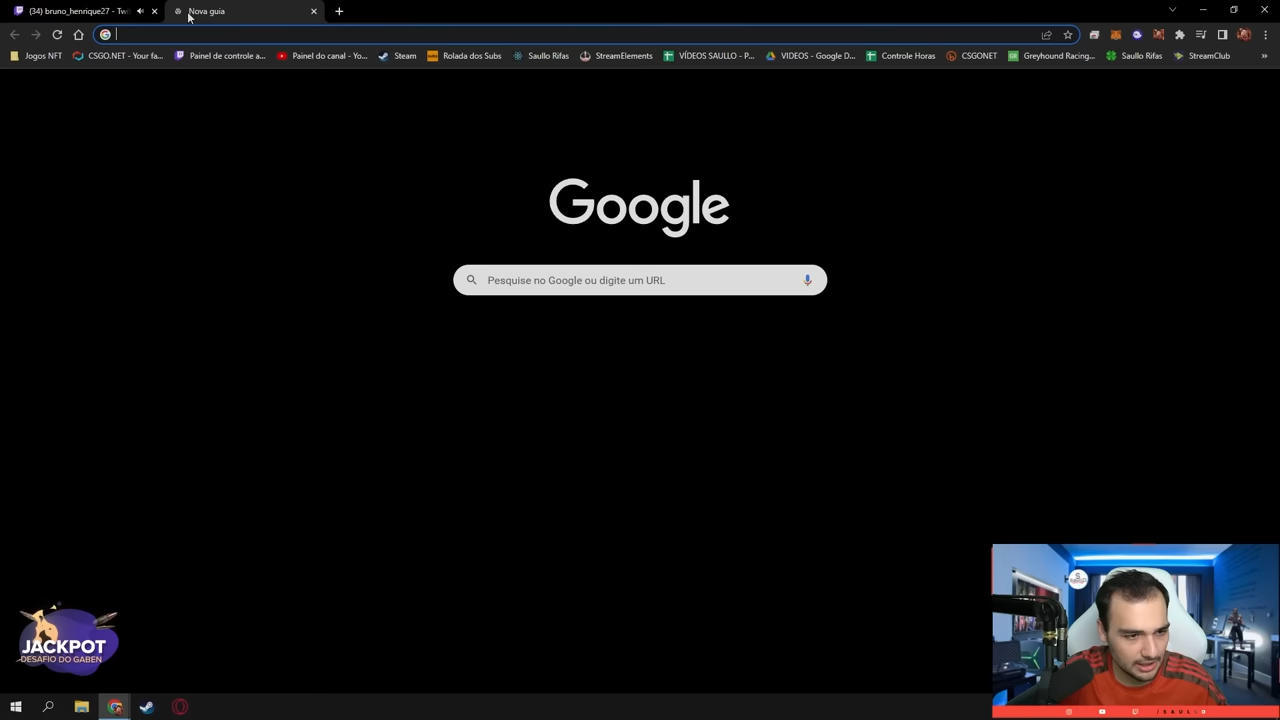 (34) bruno_henrique27 - Tw
Nova guia
Jogos NFT
CSGO.NET - Your fa...
Painel de controle a...
Painel do canal - Yo...
Steam
Rolada dos Subs
Saullo Rifas
StreamElements
VÍDEOS SAULLO - P...
VIDEOS - Google D...
Controle Horas
CSGONET
Greyhound Racing...
Saullo Rifas
StreamClub
»
Google
Pesquise no Google ou digite um URL
JACKPOT
DESAFIO DO GABEN